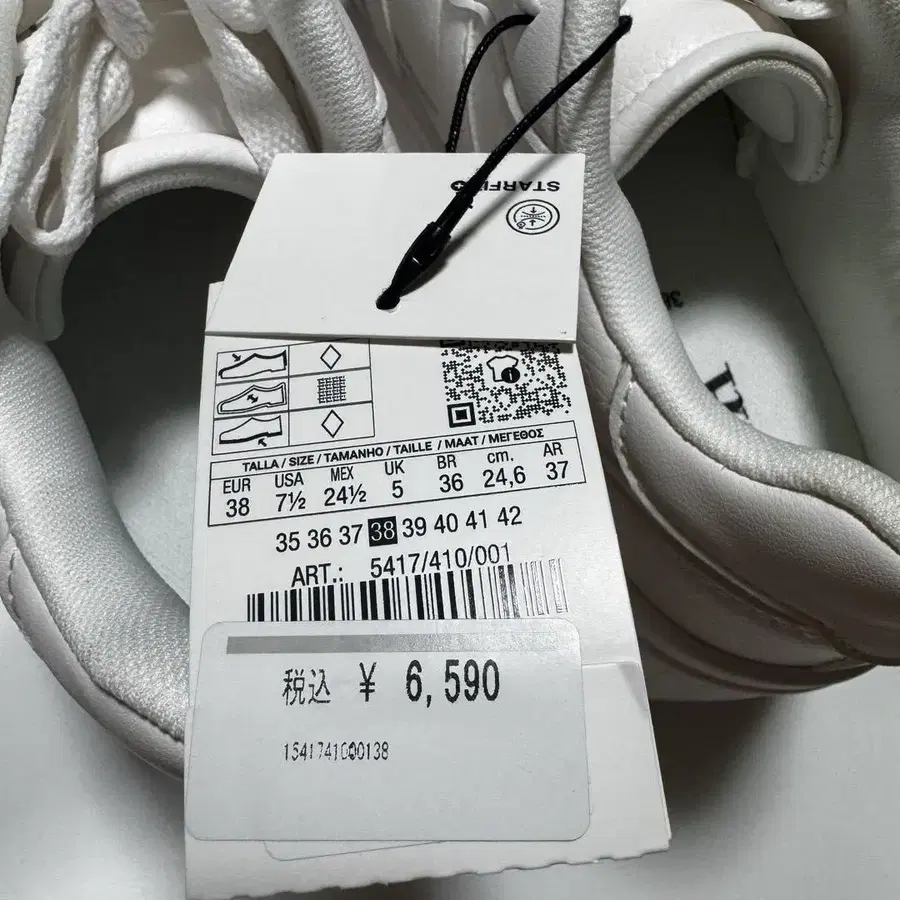 TALLA / SIZE / TAMANHO / TAILLE / MAAT / ΜΕΓΕΘΟΣ
EUR USA MEX UK BR cm. AR
38 7½ 24½ 5 36 24,6 37
35 36 37 38 39 40 41 42
ART.: 5417/410/001
税込 ¥ 6,590
1541741000138